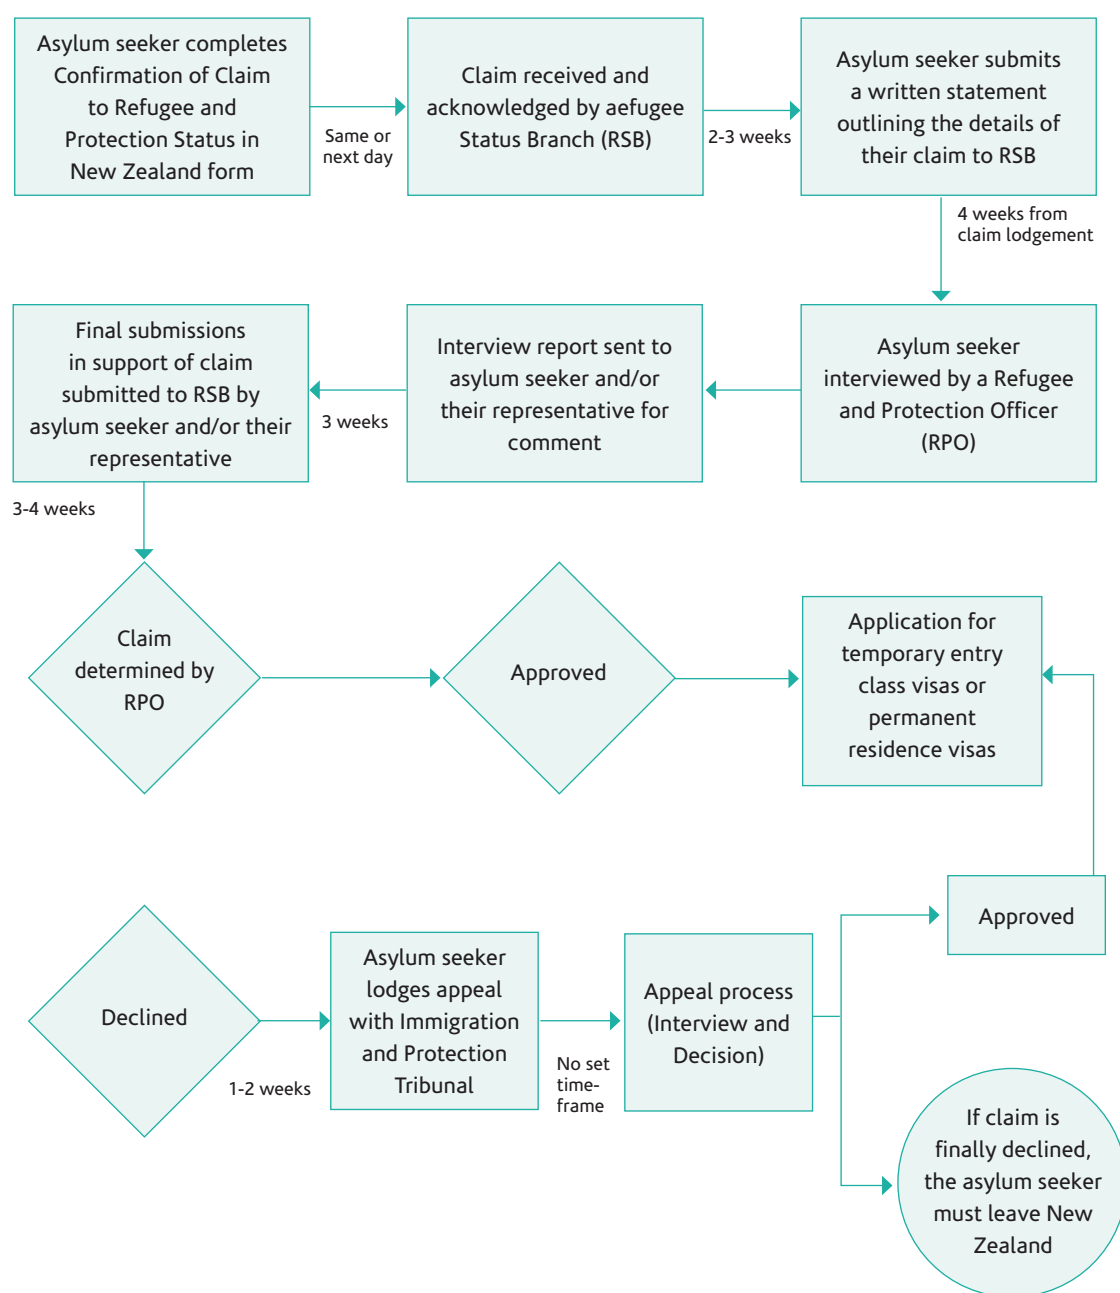 Asylum seeker completes
Confirmation of Claim
to Refugee and
Protection Status in
New Zealand form
Same or
next day
Claim received and
acknowledged by aefugee
Status Branch (RSB)
2-3 weeks
Asylum seeker submits
a written statement
outlining the details of
their claim to RSB
4 weeks from
claim lodgement
Asylum seeker
interviewed by a Refugee
and Protection Officer
(RPO)
Interview report sent to
asylum seeker and/or
their representative for
comment
3 weeks
Final submissions
in support of claim
submitted to RSB by
asylum seeker and/or their
representative
3-4 weeks
Claim
determined by
RPO
Approved
Application for
temporary entry
class visas or
permanent
residence visas
Declined
1-2 weeks
Asylum seeker
lodges appeal
with Immigration
and Protection
Tribunal
No set
time-
frame
Appeal process
(Interview and
Decision)
Approved
If claim is
finally declined,
the asylum seeker
must leave New
Zealand